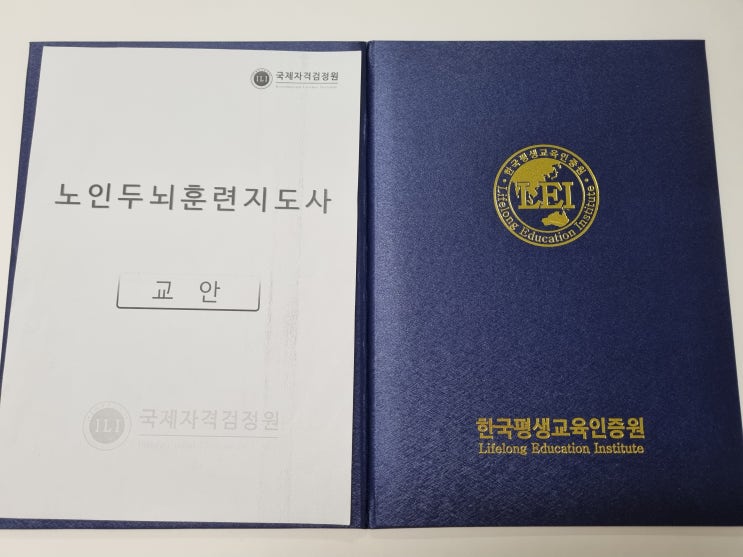 ILI 국제자격검정원
노인두뇌훈련지도사
교 안
ILI 국제자격검정원
한국평생교육인증원
LEI
Lifelong Education Institute
한국평생교육인증원
Lifelong Education Institute